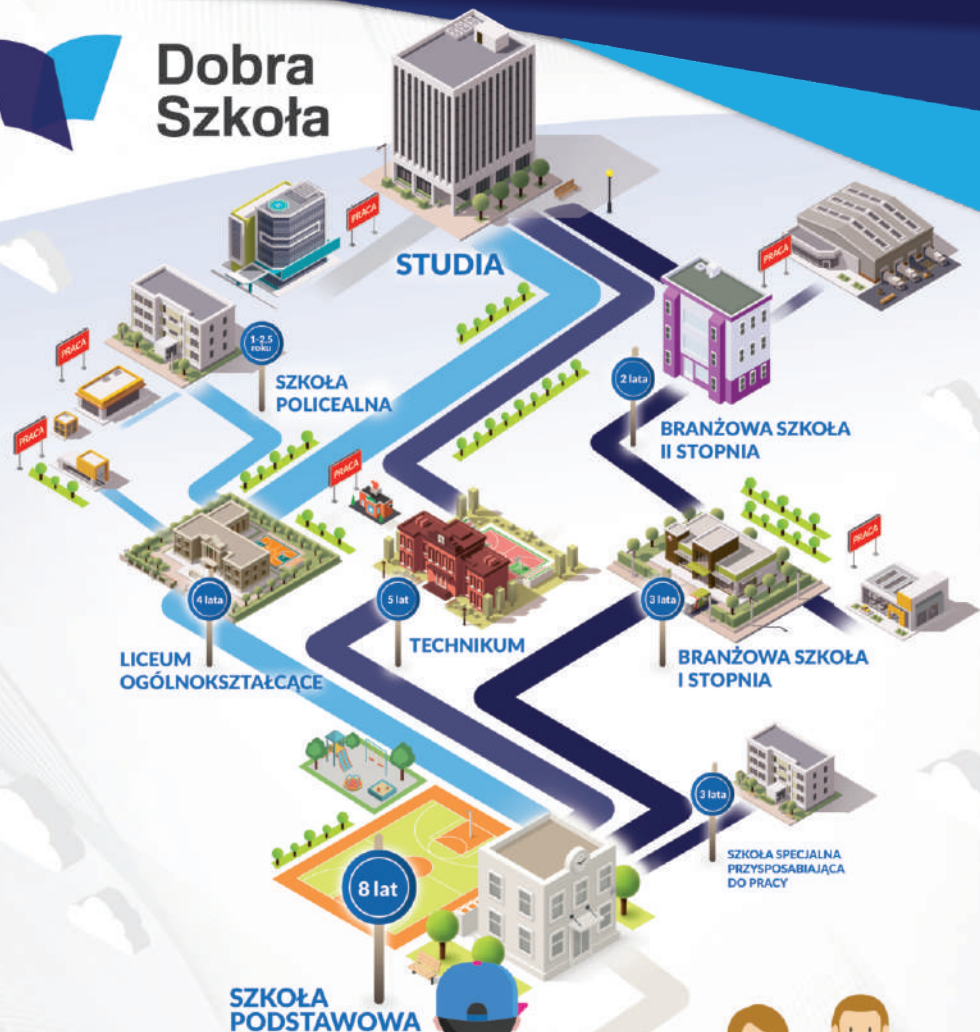 Dobra
Szkoła
STUDIA
PRACA
PRACA
1-2,5
roku
SZKOŁA
POLICEALNA
PRACA
PRACA
2 lata
BRANŻOWA SZKOŁA
II STOPNIA
PRACA
PRACA
4 lata
LICEUM
OGÓLNOKSZTAŁCĄCE
5 lat
TECHNIKUM
3 lata
BRANŻOWA SZKOŁA
I STOPNIA
3 lata
SZKOŁA SPECJALNA
PRZYSPOSABIAJĄCA
DO PRACY
8 lat
SZKOŁA
PODSTAWOWA